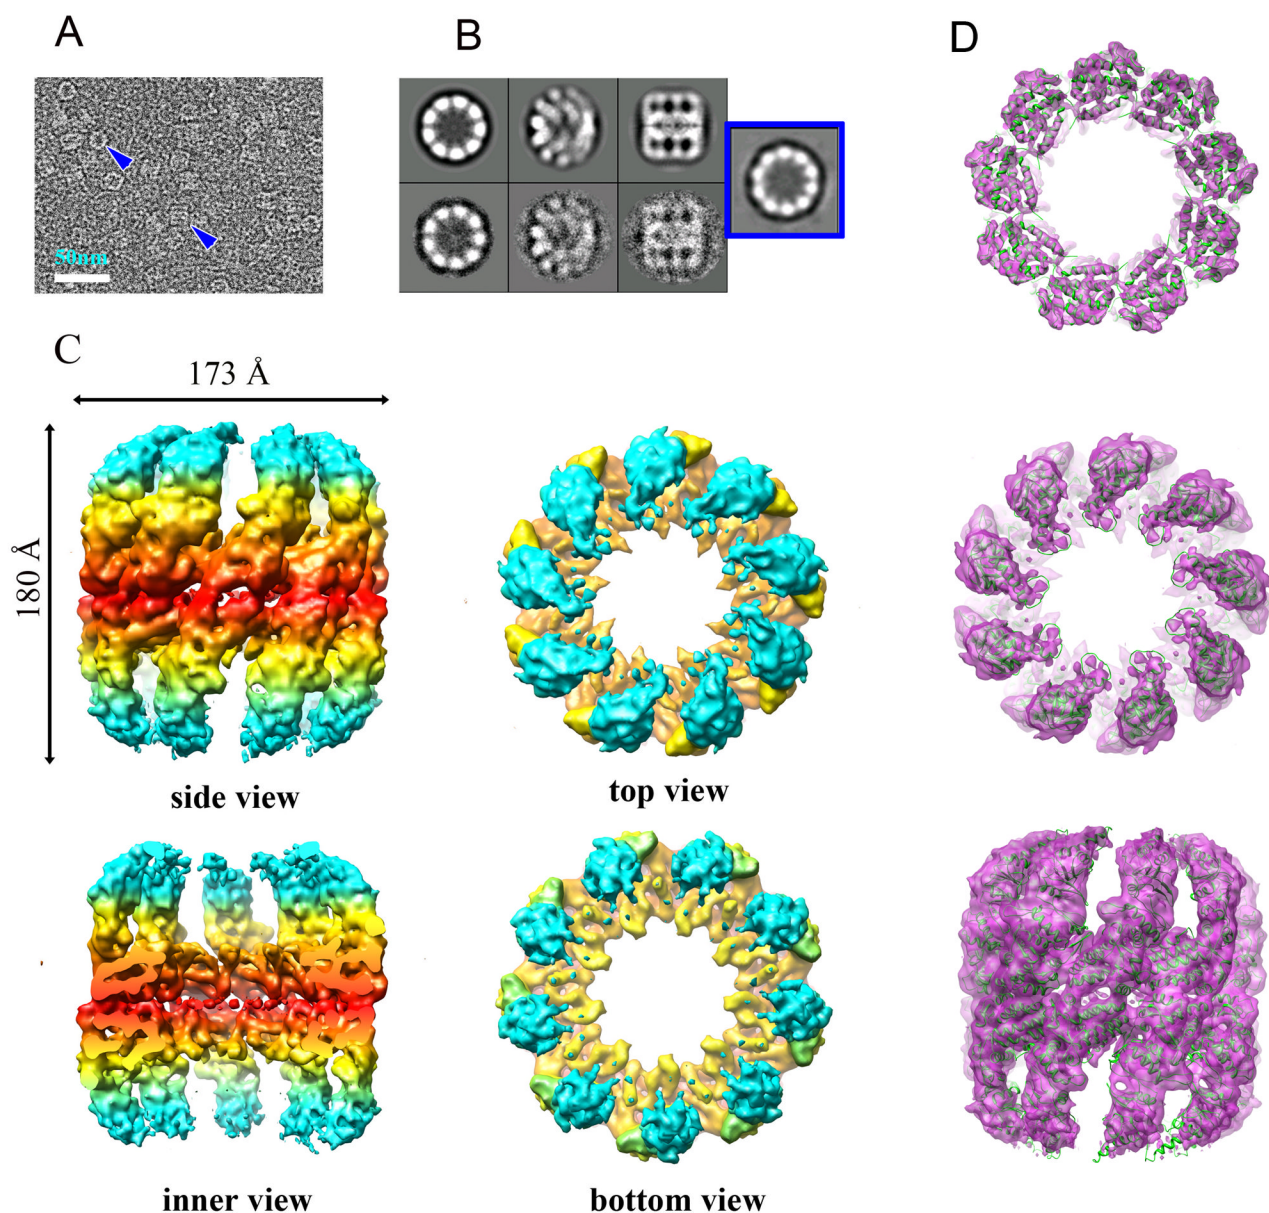 A
B
D
50nm
C
173 Å
180 Å
side view
top view
inner view
bottom view